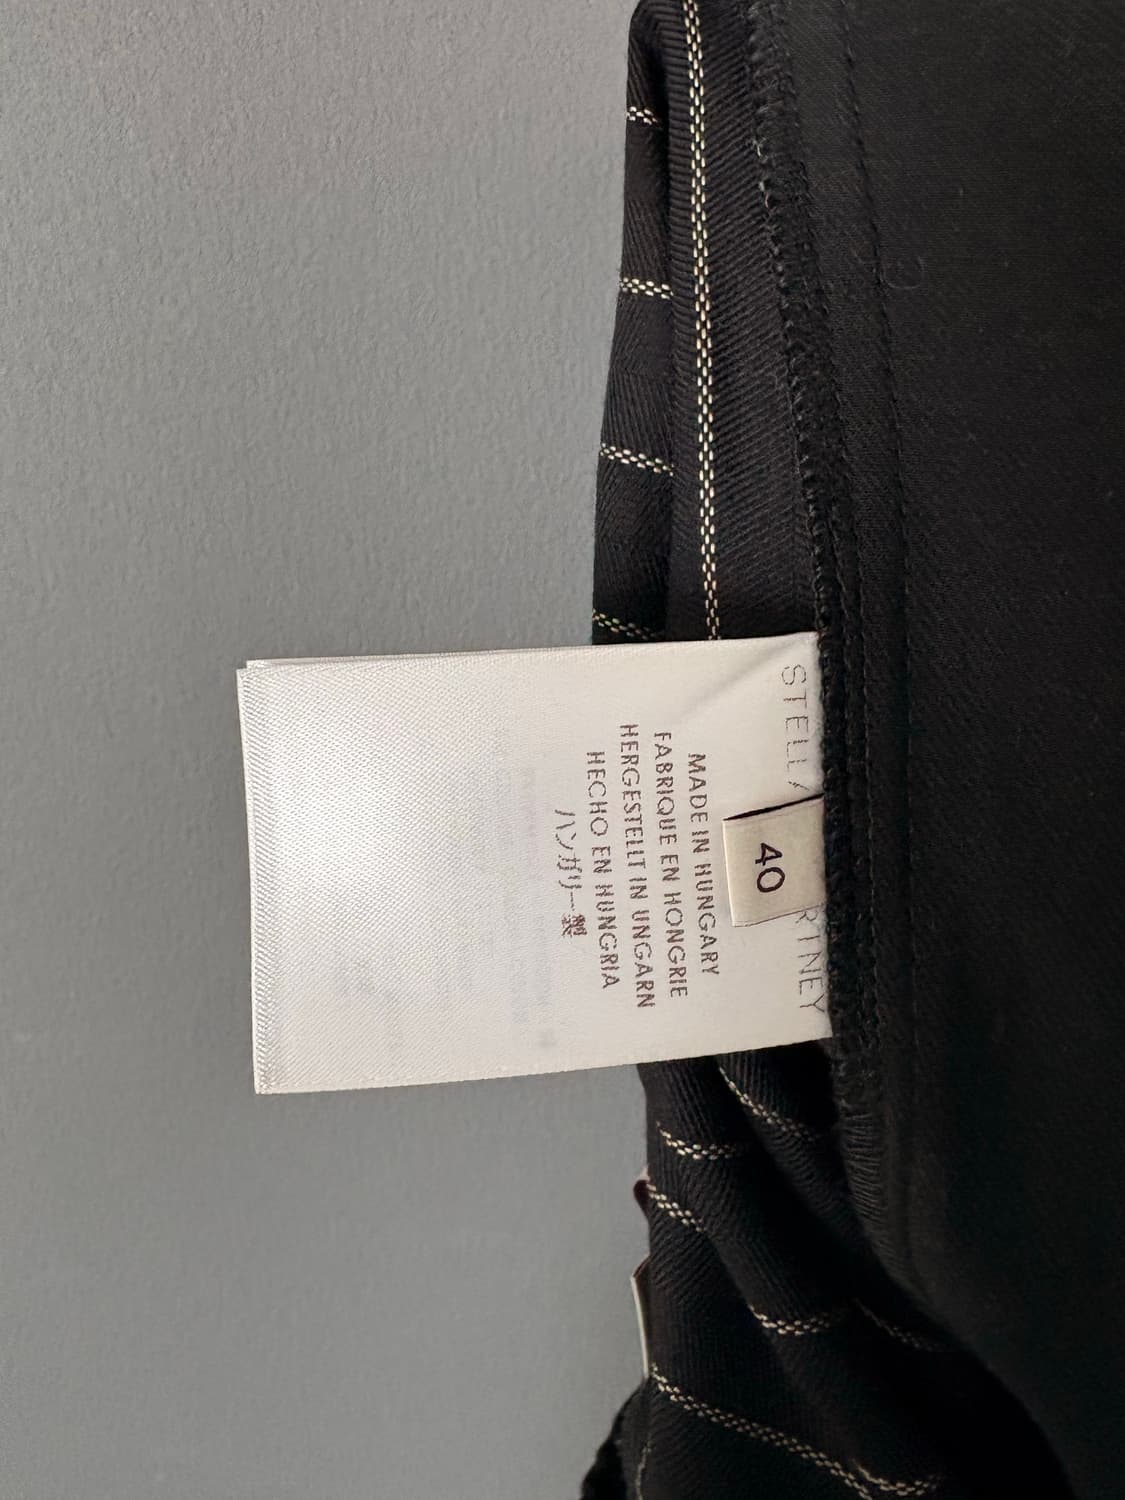 STELLA RTNEY
40
MADE IN HUNGARY
FABRIQUE EN HONGRIE
HERGESTELLT IN UNGARN
HECHO EN HUNGRIA
ハンガリー製